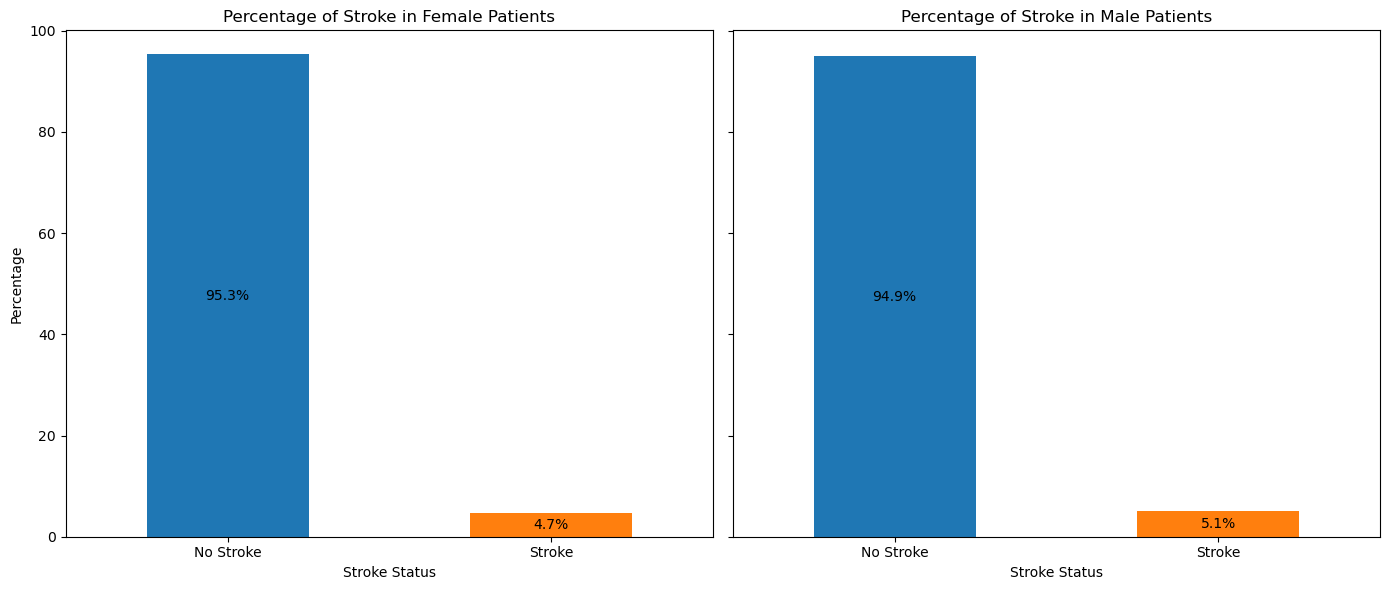 Percentage of Stroke in Female Patients
Percentage
100
80
60
40
20
0
95.3%
4.7%
No Stroke
Stroke
Stroke Status
Percentage of Stroke in Male Patients
94.9%
5.1%
No Stroke
Stroke
Stroke Status